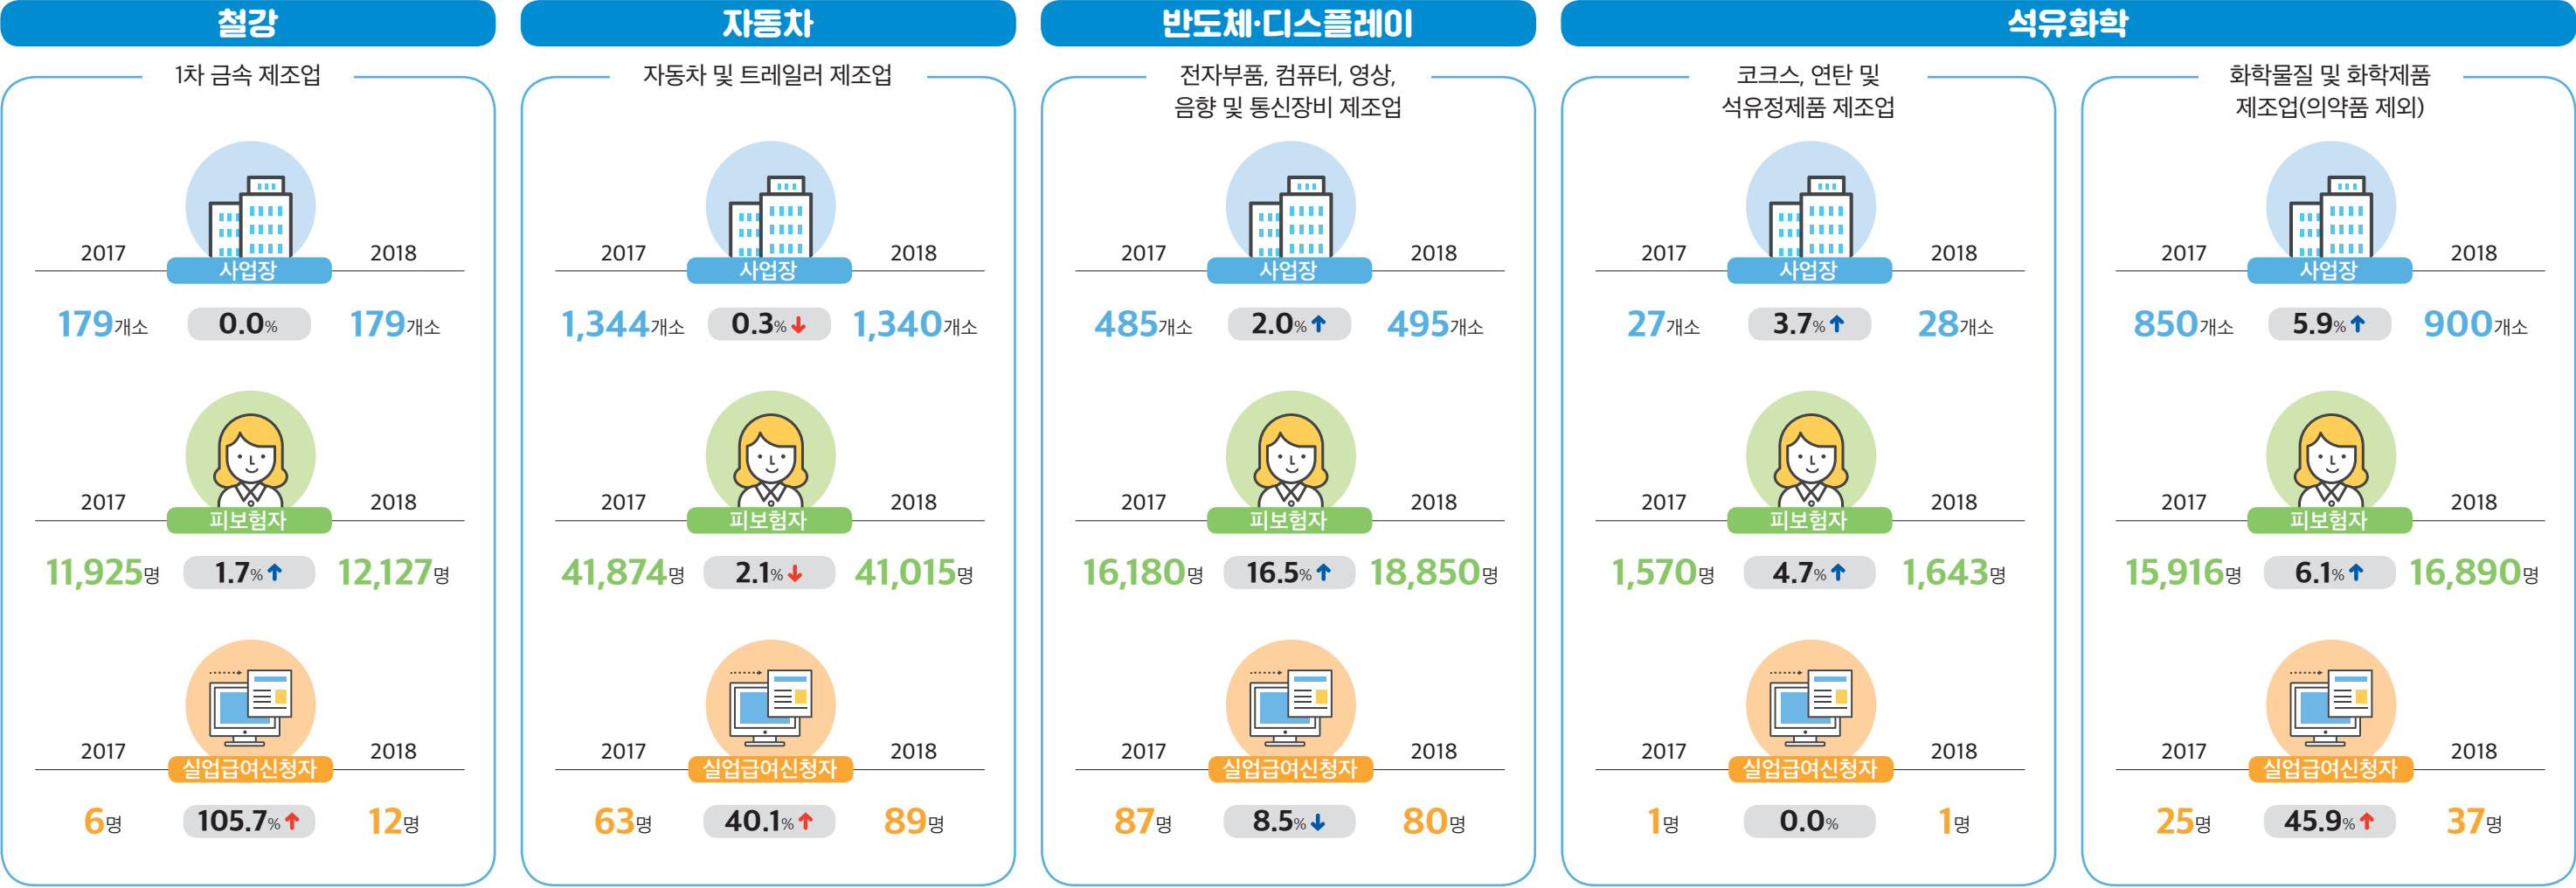 철강
1차 금속 제조업
2017
2018
사업장
179개소
0.0%
179개소
2017
2018
피보험자
11,925명
1.7%
12,127명
2017
2018
실업급여신청자
6명
105.7%
12명
자동차
자동차 및 트레일러 제조업
2017
2018
사업장
1,344개소
0.3%
1,340개소
2017
2018
피보험자
41,874명
2.1%
41,015명
2017
2018
실업급여신청자
63명
40.1%
89명
반도체·디스플레이
전자부품, 컴퓨터, 영상,
음향 및 통신장비 제조업
2017
2018
사업장
485개소
2.0%
495개소
2017
2018
피보험자
16,180명
16.5%
18,850명
2017
2018
실업급여신청자
87명
8.5%
80명
석유화학
코크스, 연탄 및
석유정제품 제조업
2017
2018
사업장
27개소
3.7%
28개소
2017
2018
피보험자
1,570명
4.7%
1,643명
2017
2018
실업급여신청자
1명
0.0%
1명
화학물질 및 화학제품
제조업(의약품 제외)
2017
2018
사업장
850개소
5.9%
900개소
2017
2018
피보험자
15,916명
6.1%
16,890명
2017
2018
실업급여신청자
25명
45.9%
37명